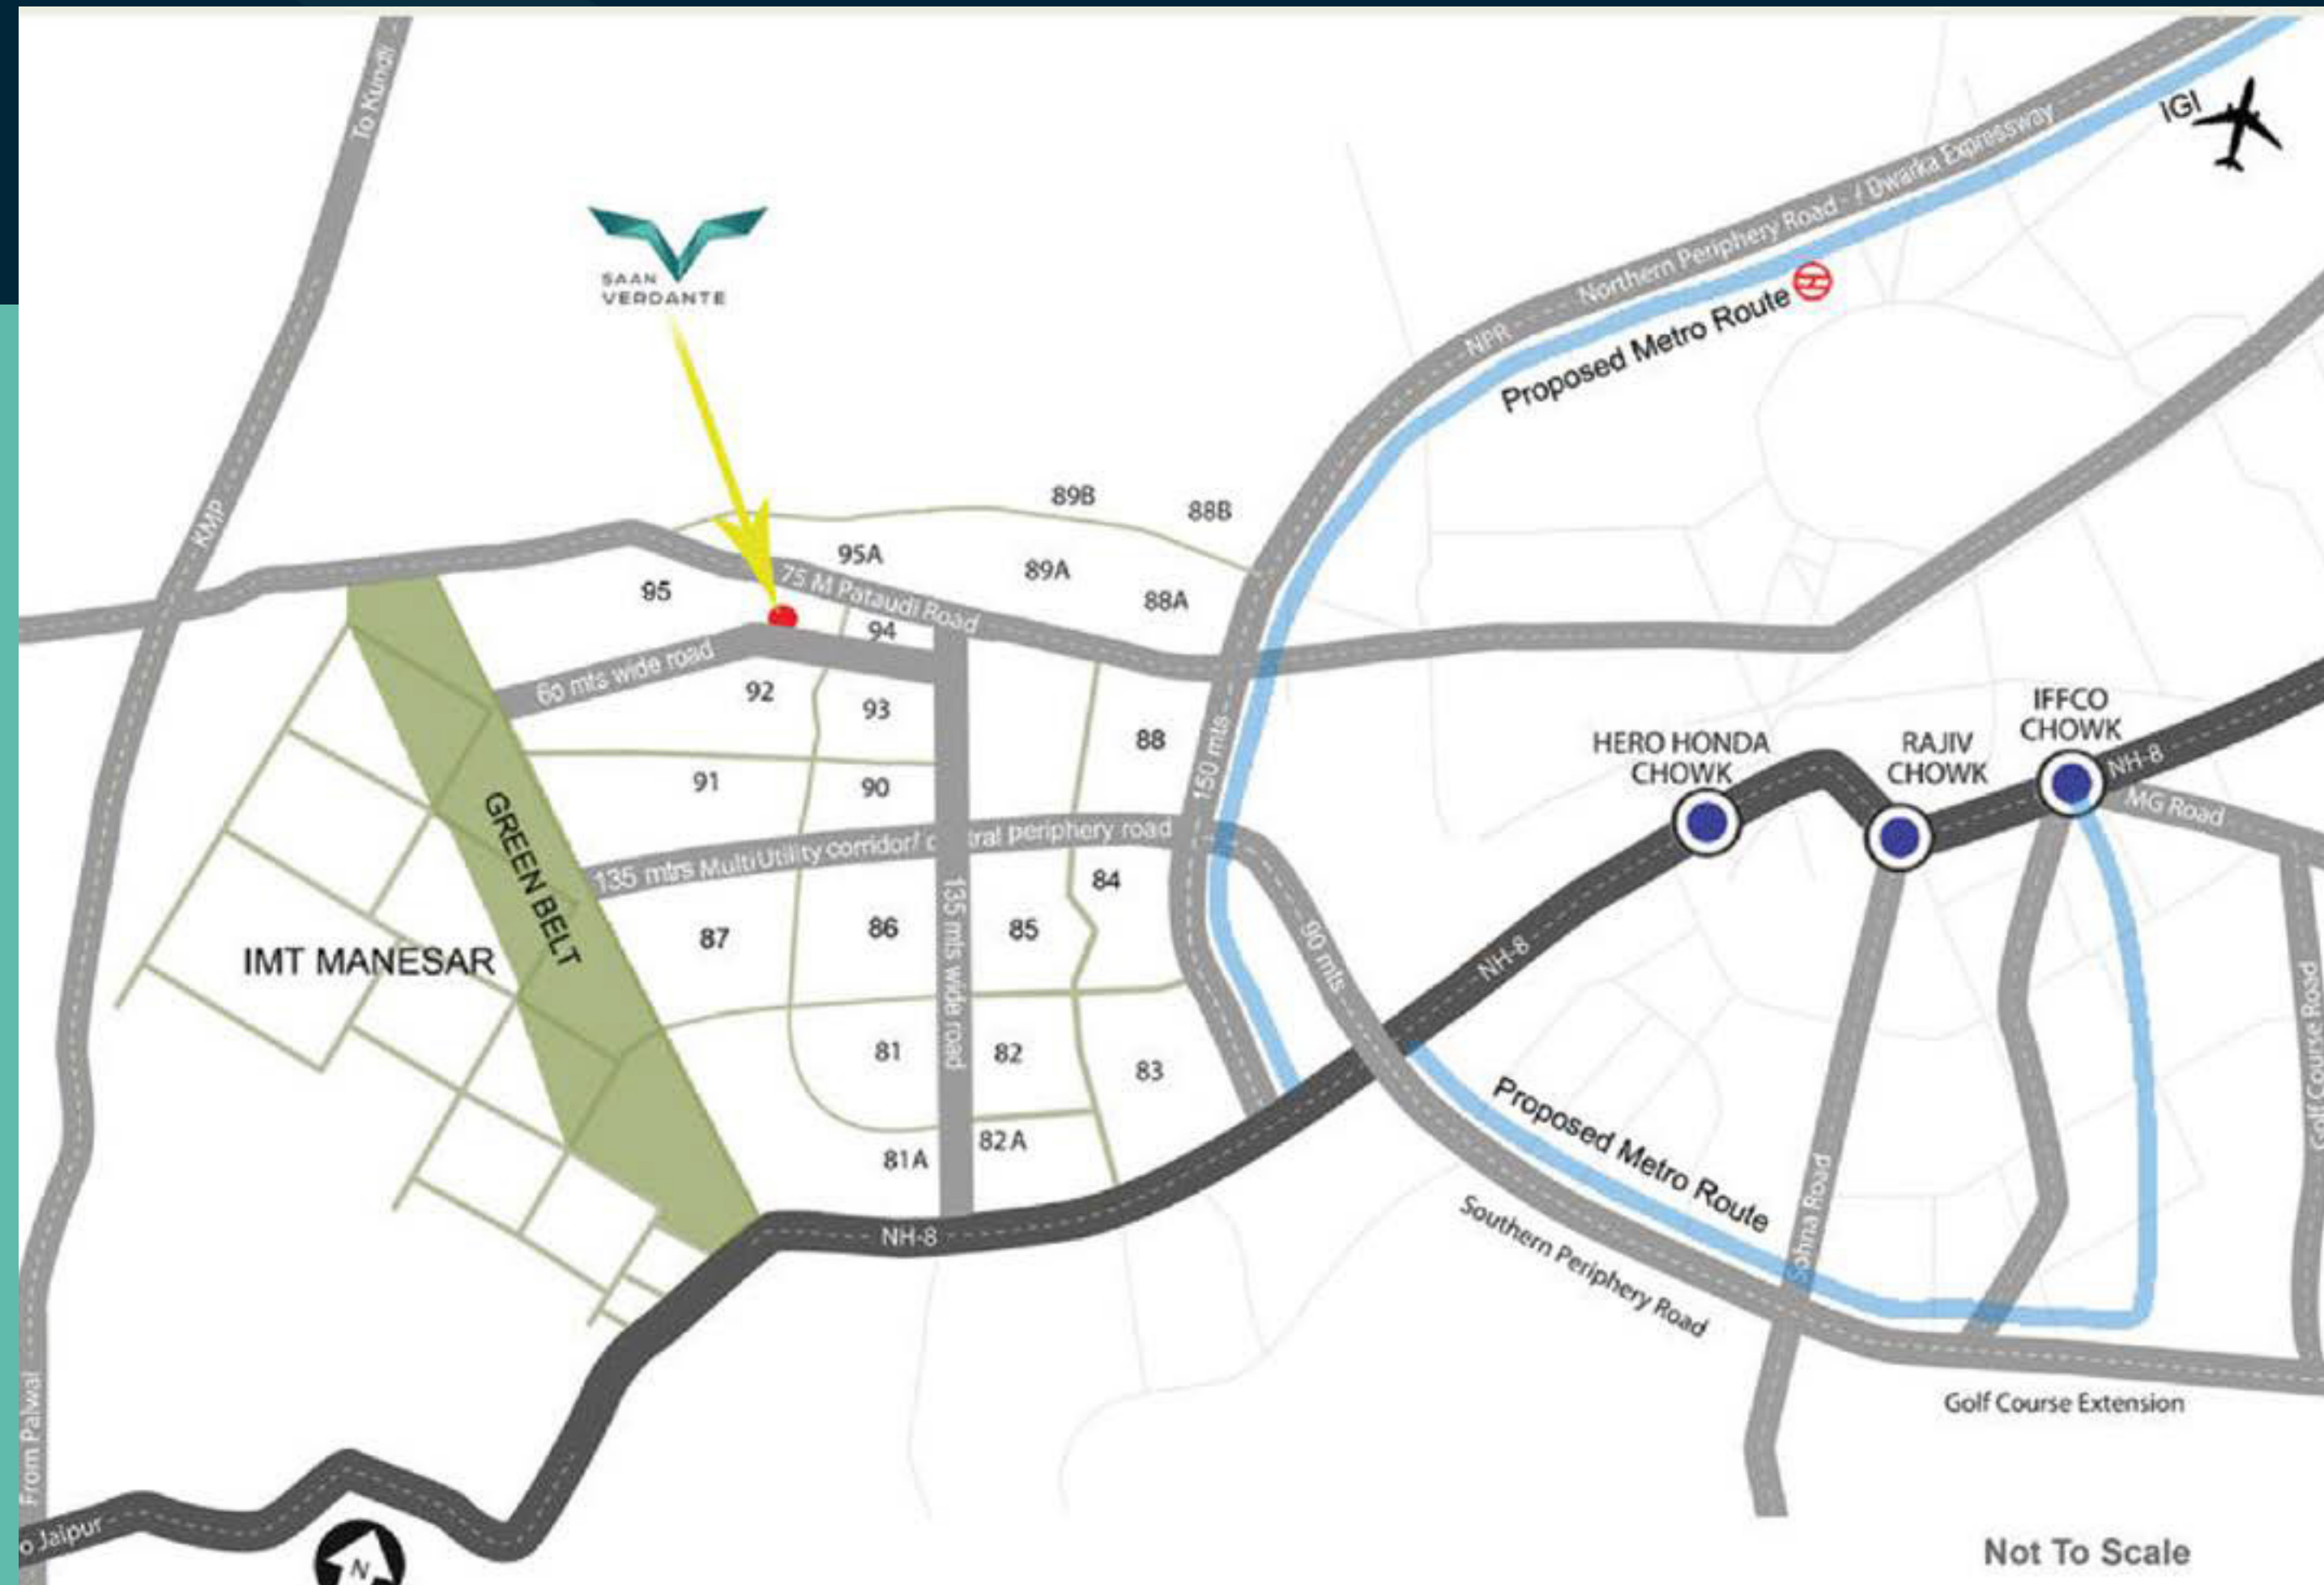 To Kundli
IGI
SAAN
VERDANTE
NPR
Northern Periphery Road - / Dwarka Expressway
Proposed Metro Route
KMP
89B
88B
95A
89A
88A
95
75 M Pataudi Road
94
60 mts wide road
92
93
88
150 mts
91
90
HERO HONDA
CHOWK
RAJIV
CHOWK
IFFCO
CHOWK
NH-8
MG Road
GREEN BELT
135 mtrs Multi Utility corridor/ c tral periphery road
84
87
86
85
135 mts wide road
90 mts
NH-8
IMT MANESAR
Golf Course Road
81
82
83
82A
81A
NH-8
Proposed Metro Route
Southern Periphery Road
Sohna Road
Golf Course Extension
From Palwal
o Jaipur
N
Not To Scale